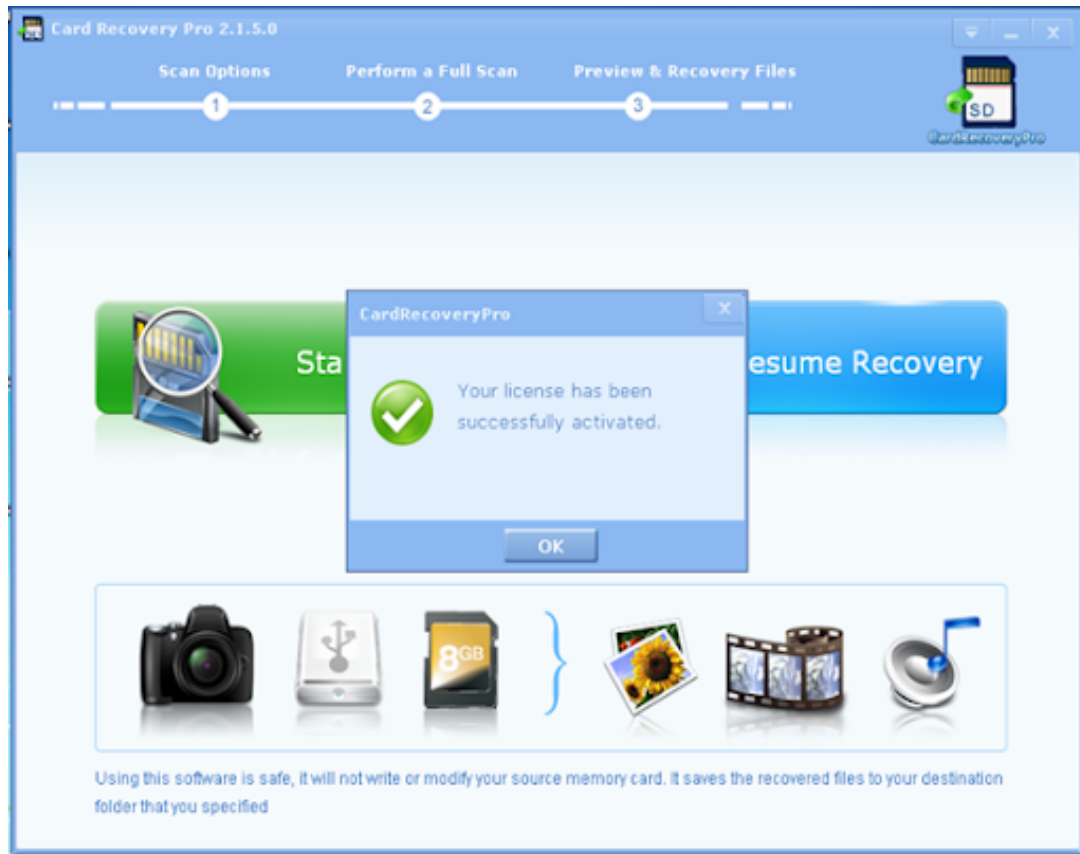 Card Recovery Pro 2.1.5.0
Scan Options Perform a Full Scan Preview & Recovery Files
1 2 3
SD
CardRecoveryPro
CardRecoveryPro
Sta
esume Recovery
Your license has been
successfully activated.
OK
8GB
Using this software is safe, it will not write or modify your source memory card. It saves the recovered files to your destination
folder that you specified